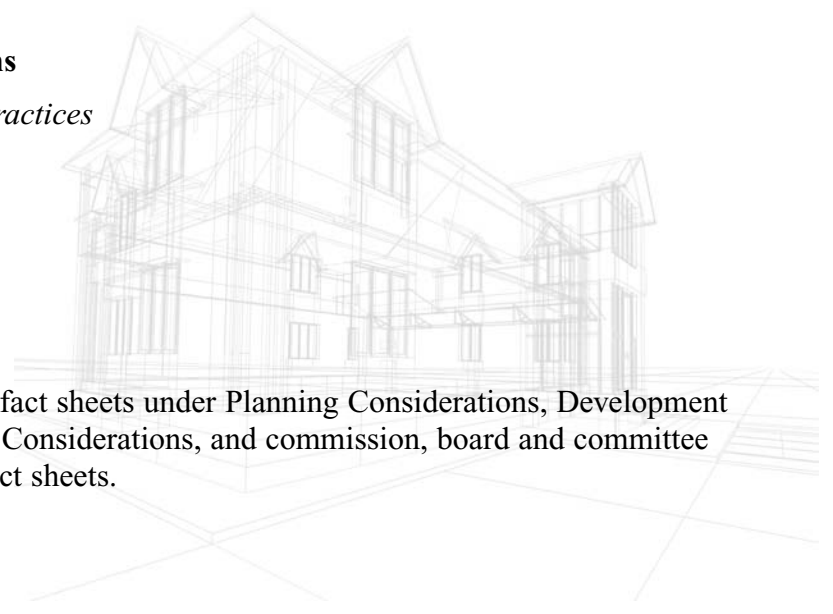 ns
ractices
fact sheets under Planning Considerations, Development
Considerations, and commission, board and committee
ct sheets.